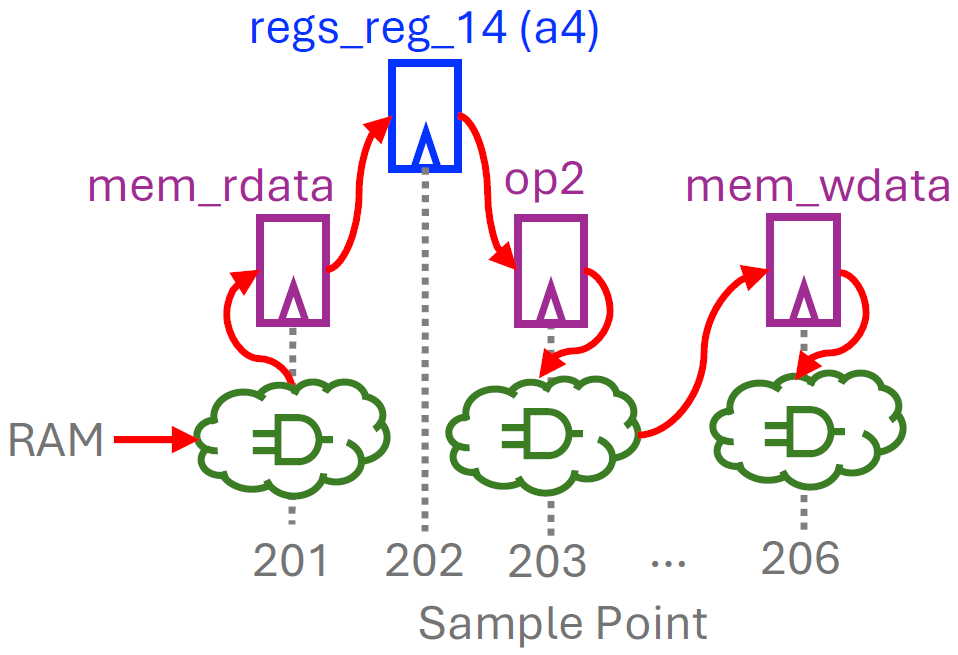 regs_reg_14 (a4)
mem_rdata
op2
mem_wdata
RAM
201 202 203 ... 206
Sample Point